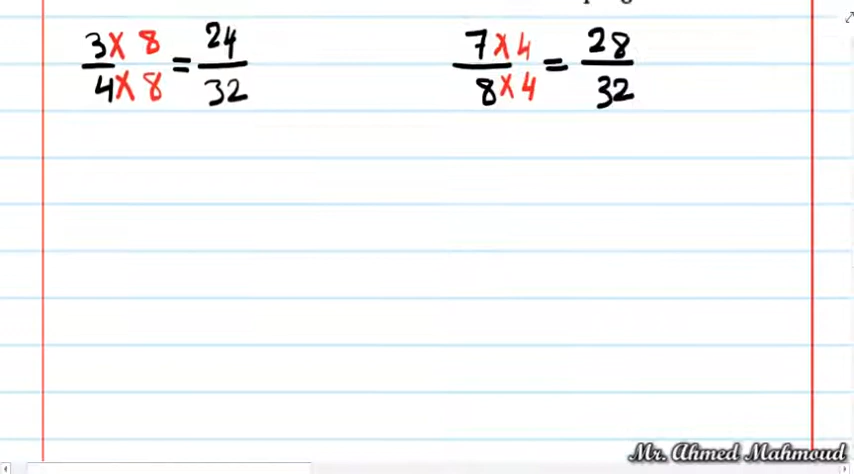 3 × 8 / 4 × 8 = 24 / 32
7 × 4 / 8 × 4 = 28 / 32
Mr. Ahmed Mahmoud